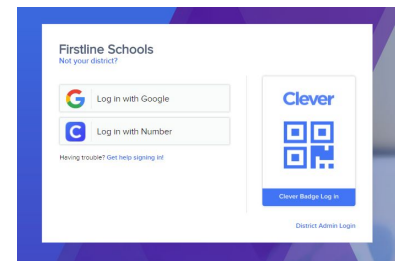 Firstline Schools
Not your district?
Log in with Google
Log in with Number
Having trouble? Get help signing in!
Clever
Clever Badge Log in
District Admin Login